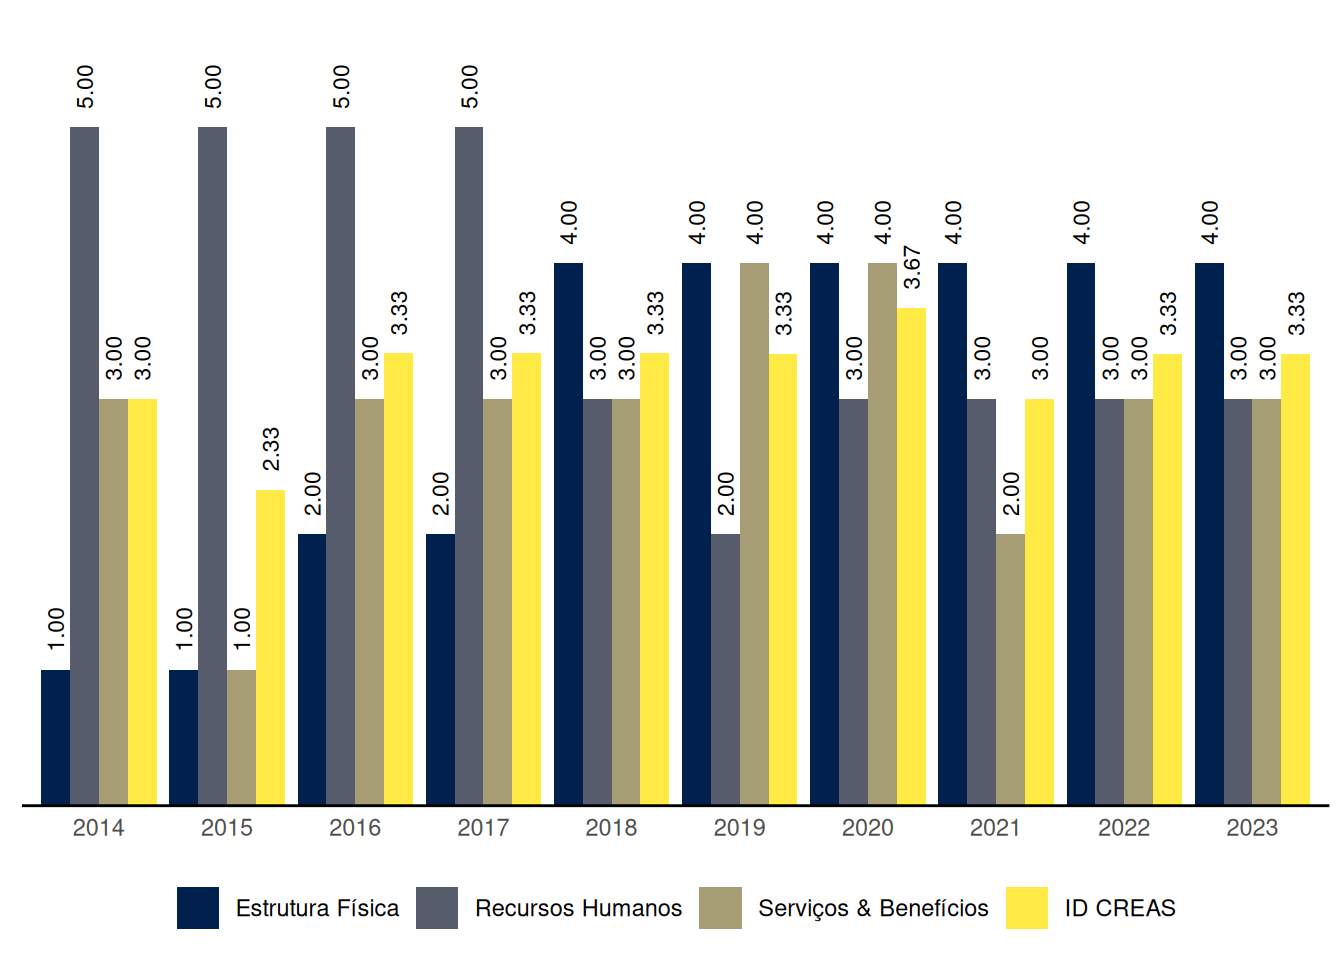 5.00 5.00 5.00 5.00
4.00 4.00 4.00 4.00 4.00 4.00 4.00 4.00
3.67
3.33 3.33 3.33 3.33 3.33 3.33
3.00 3.00 3.00 3.00 3.00 3.00 3.00 3.00 3.00 3.00 3.00 3.00 3.00
2.33
2.00 2.00 2.00 2.00
1.00 1.00 1.00
2014 2015 2016 2017 2018 2019 2020 2021 2022 2023
Estrutura Física Recursos Humanos Serviços & Benefícios ID CREAS